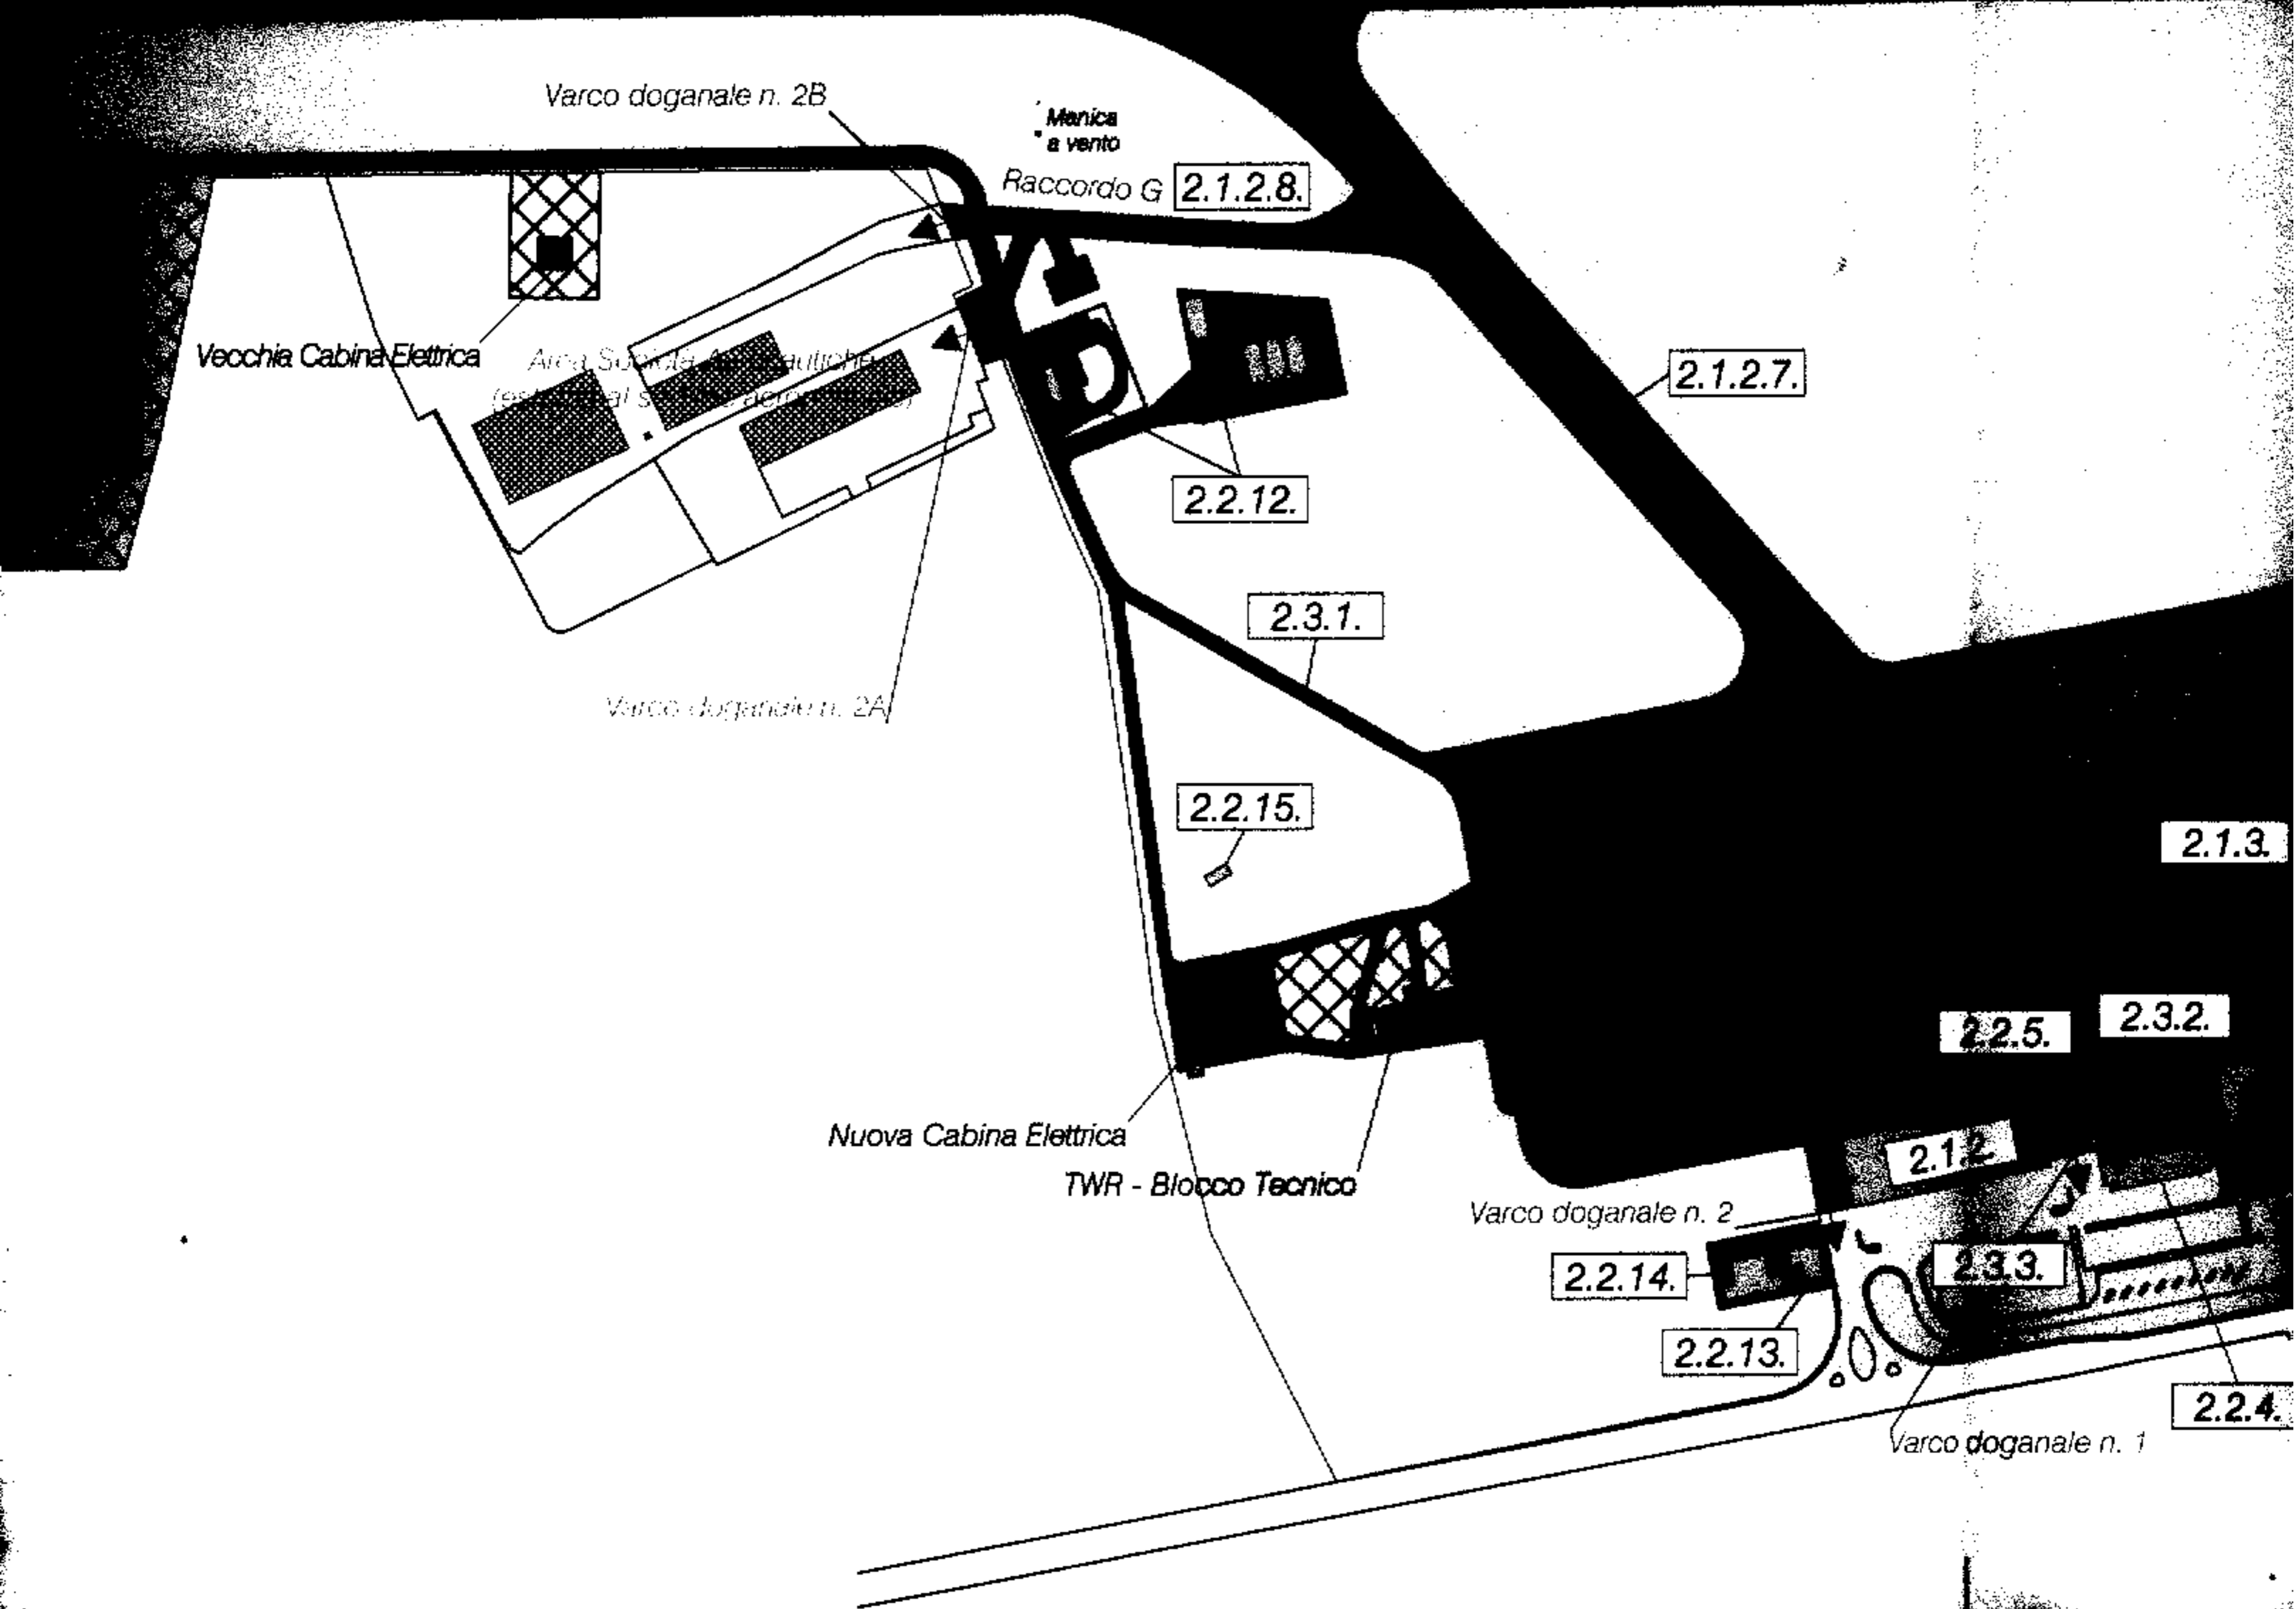 Varco doganale n. 2B
Manica
a vento
Raccordo G 2.1.2.8.
Vecchia Cabina Elettrica
Area
2.1.2.7.
2.2.12.
2.3.1.
Varco doganale n. 2A
2.2.15.
2.1.3.
2.3.2.
2.2.5.
Nuova Cabina Elettrica
TWR - Blocco Tecnico
2.1.2
Varco doganale n. 2
2.2.14.
2.3.3.
2.2.13.
2.2.4.
Varco doganale n. 1